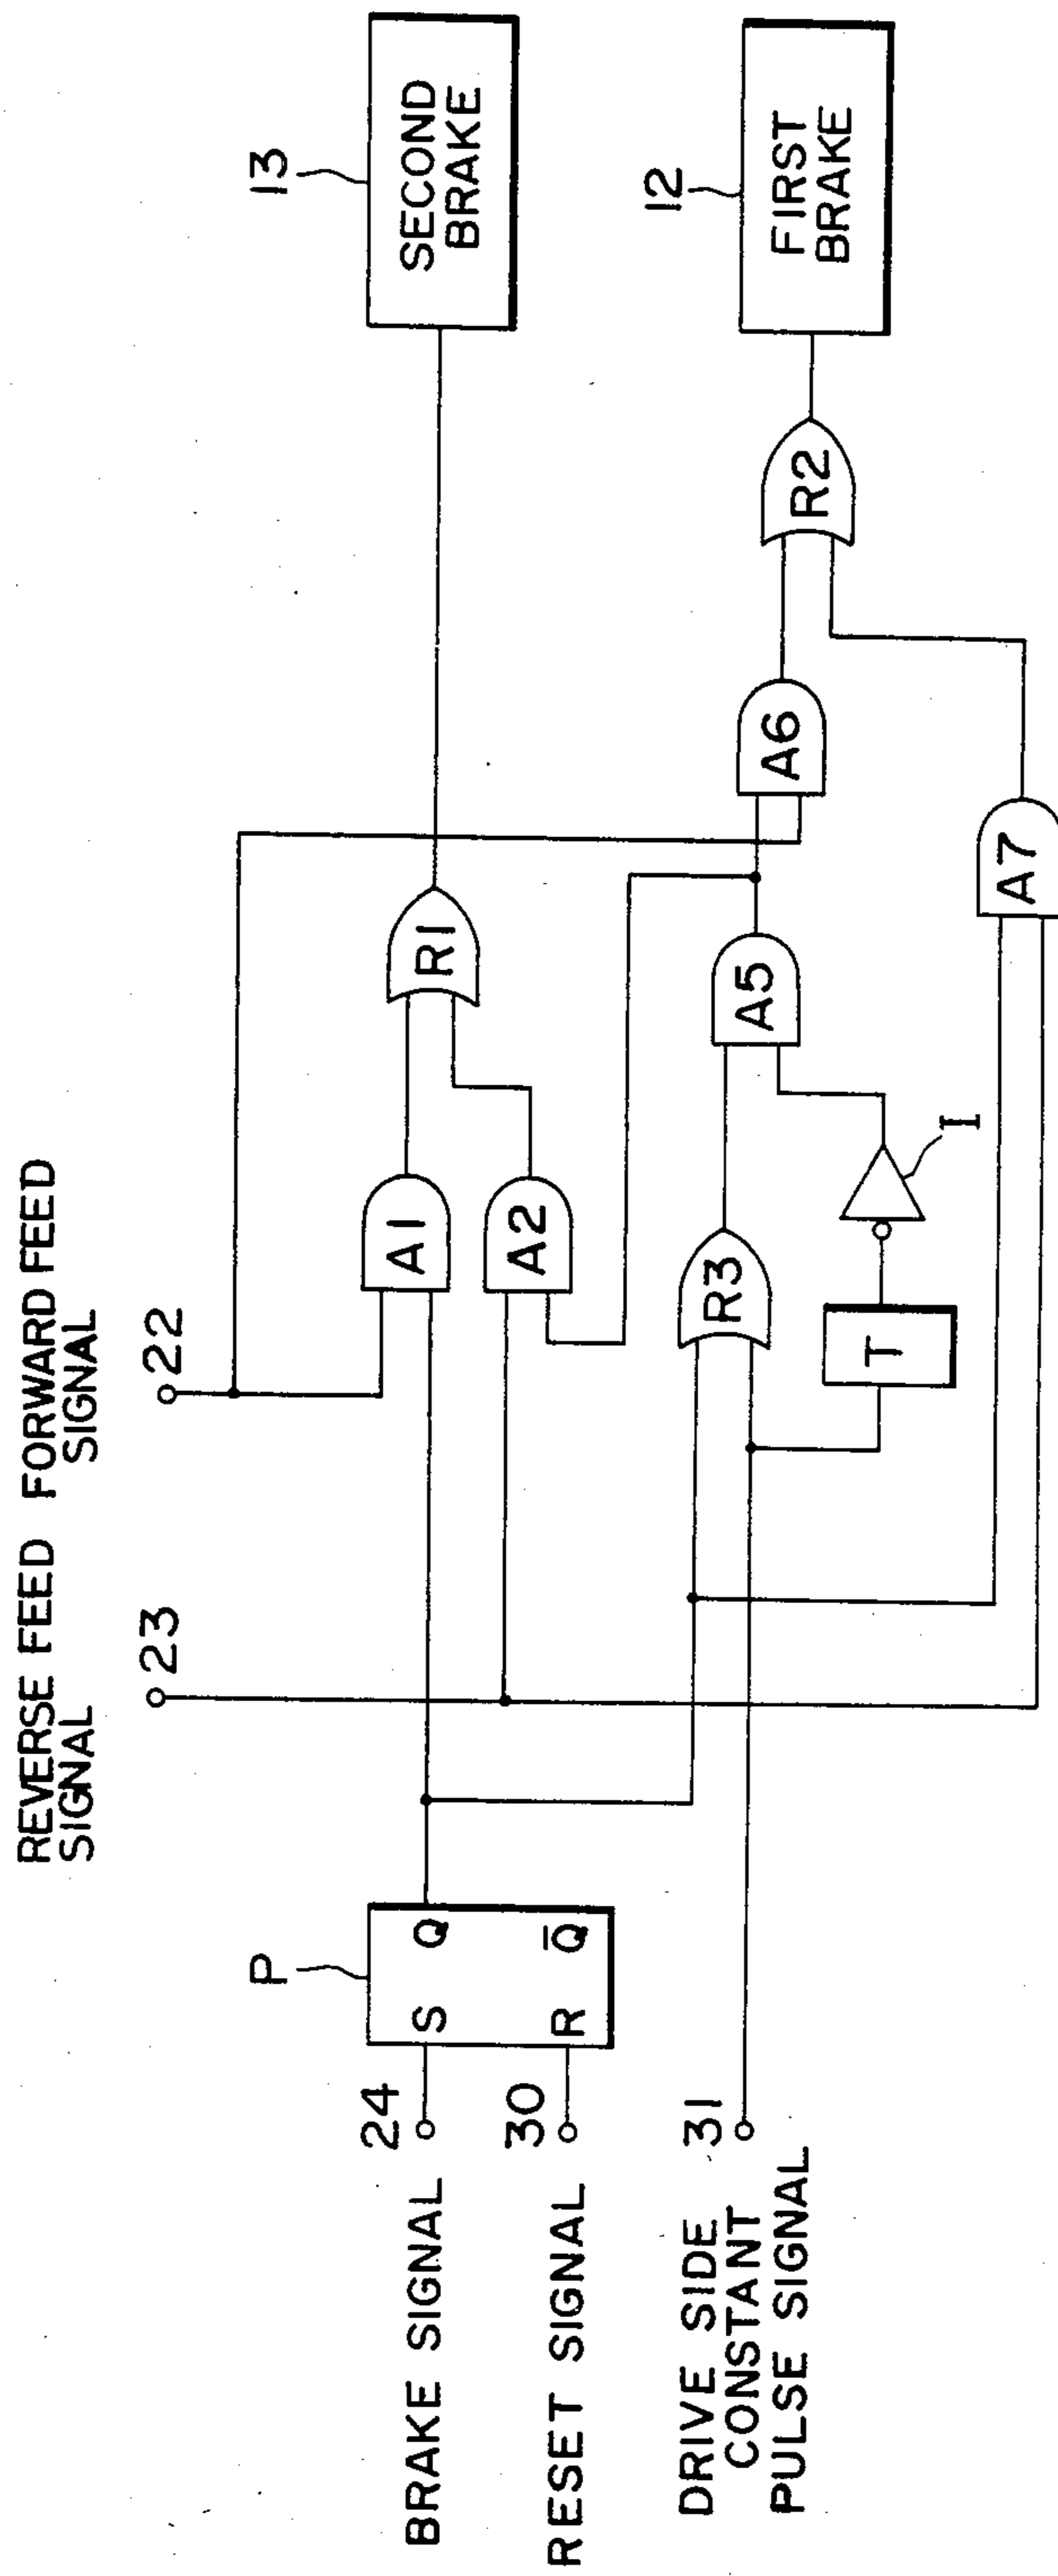 REVERSE FEED
SIGNAL
FORWARD FEED
SIGNAL
23
22
P
S
Q
R
Q̄
24
BRAKE SIGNAL
30
RESET SIGNAL
31
DRIVE SIDE
CONSTANT
PULSE SIGNAL
A1
A2
R1
R3
T
I
A5
A6
A7
R2
13
SECOND
BRAKE
12
FIRST
BRAKE